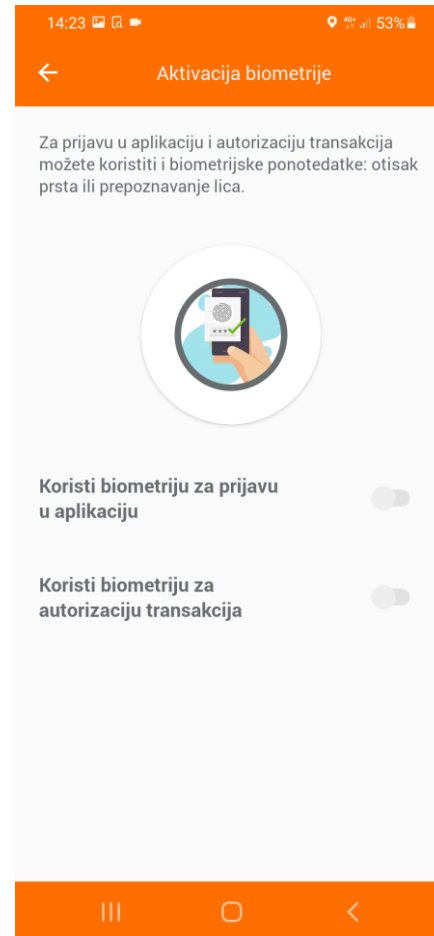 14:23 53%
Aktivacija biometrije
Za prijavu u aplikaciju i autorizaciju transakcija
možete koristiti i biometrijske ponotedatke: otisak
prsta ili prepoznavanje lica.
Koristi biometriju za prijavu
u aplikaciju
Koristi biometriju za
autorizaciju transakcija